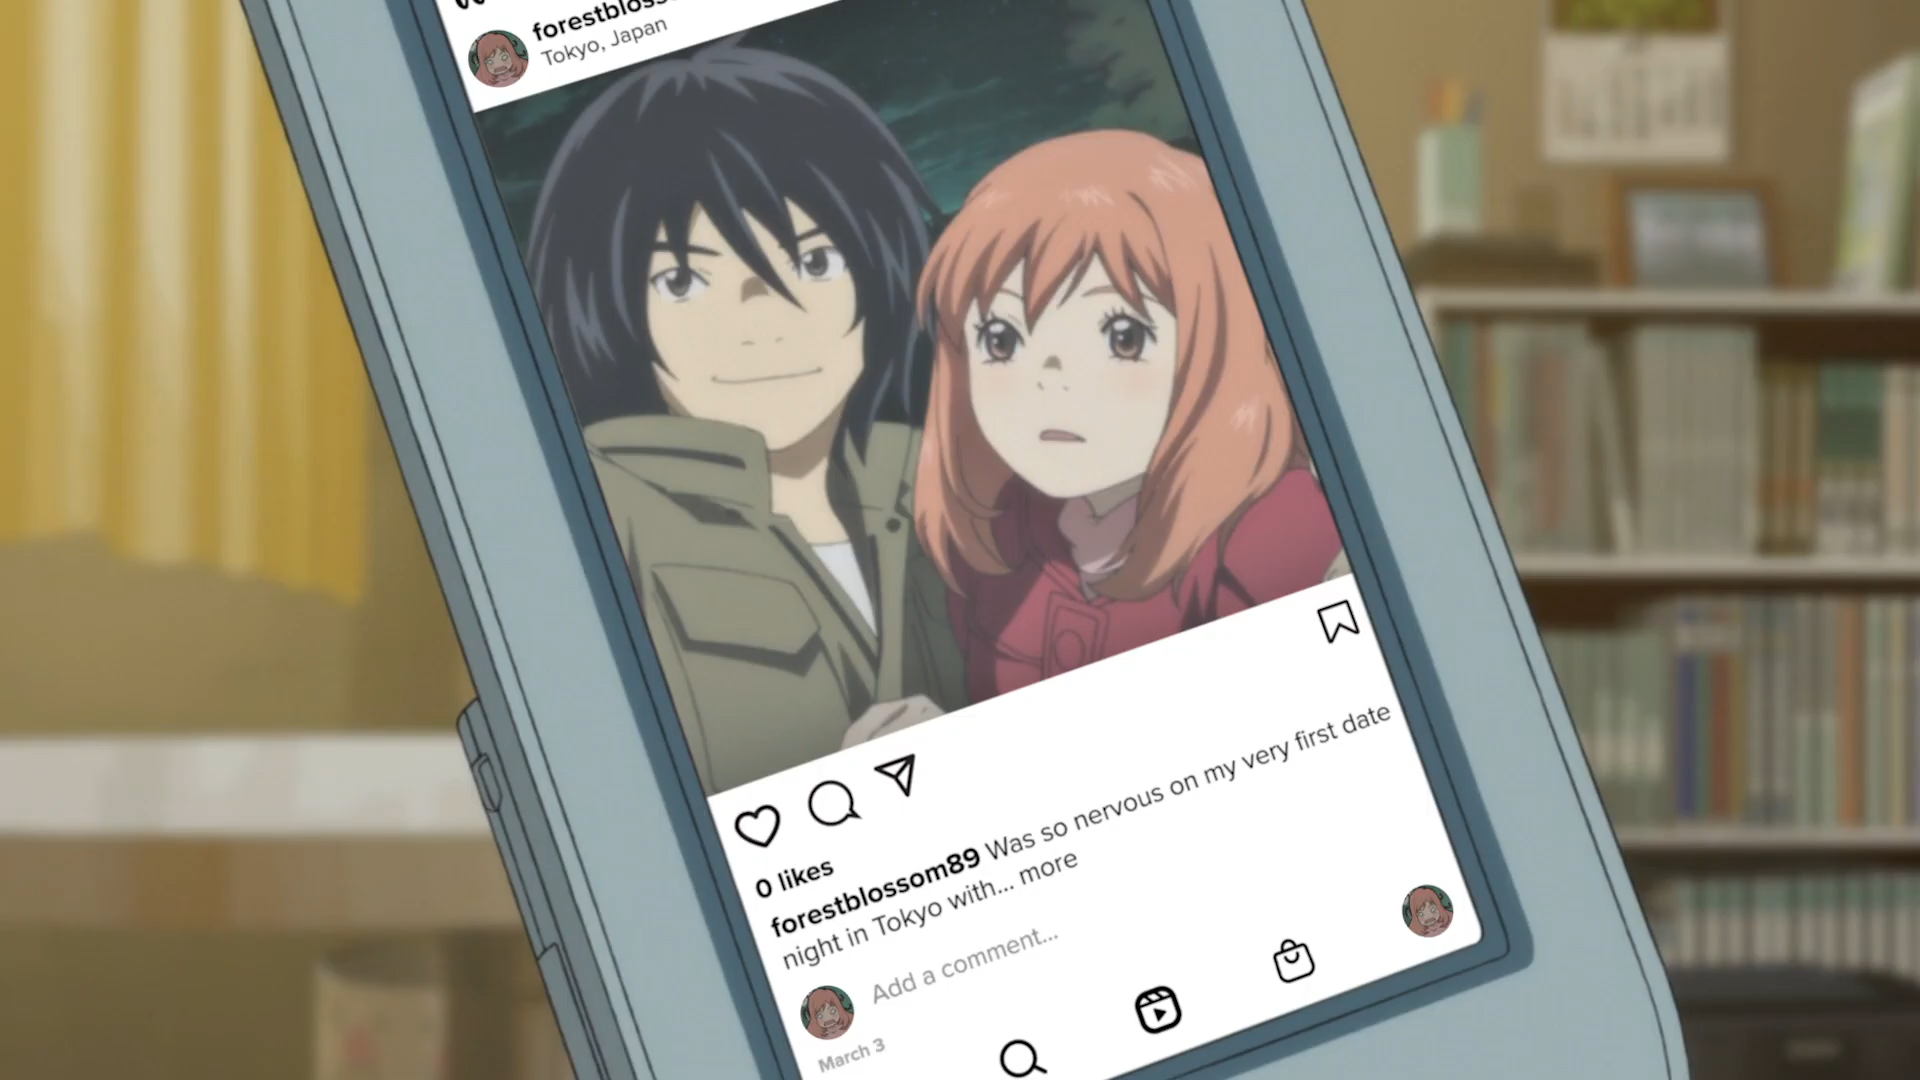 Tokyo, Japan
0 likes
forestblossom89 Was so nervous on my very first date
night in Tokyo with... more
Add a comment...
March 3